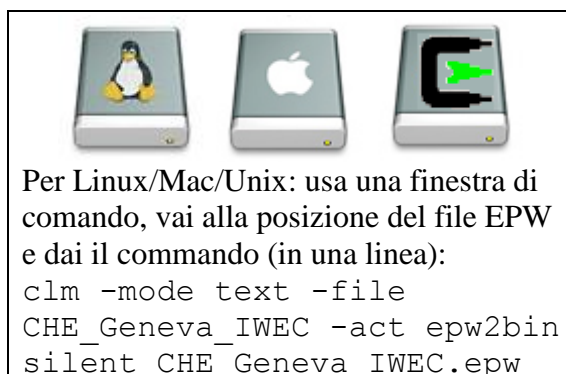 Per Linux/Mac/Unix: usa una finestra di
comando, vai alla posizione del file EPW
e dai il commando (in una linea):
clm -mode text -file
CHE_Geneva_IWEC -act epw2bin
silent CHE_Geneva_IWEC.epw